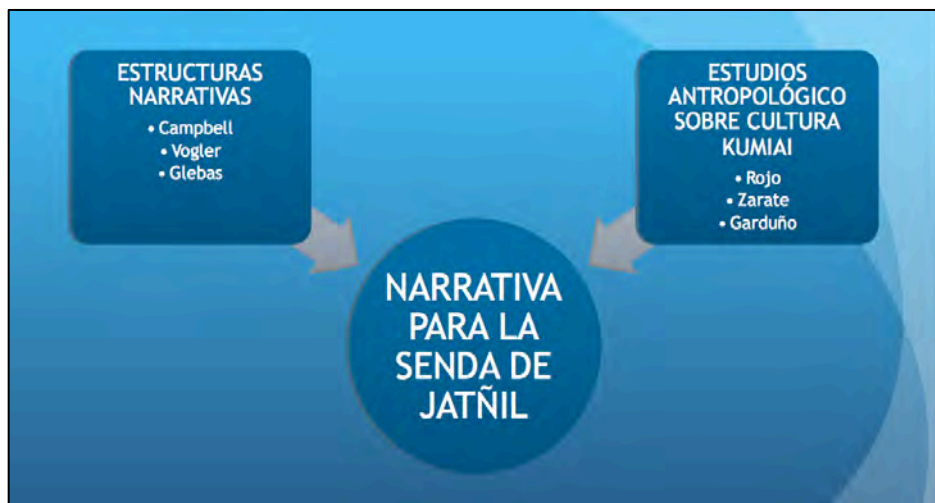 ESTRUCTURAS
NARRATIVAS
• Campbell
• Vogler
• Glebas
ESTUDIOS
ANTROPOLÓGICO
SOBRE CULTURA
KUMIAI
• Rojo
• Zarate
• Garduño
NARRATIVA
PARA LA
SENDA DE
JATÑIL